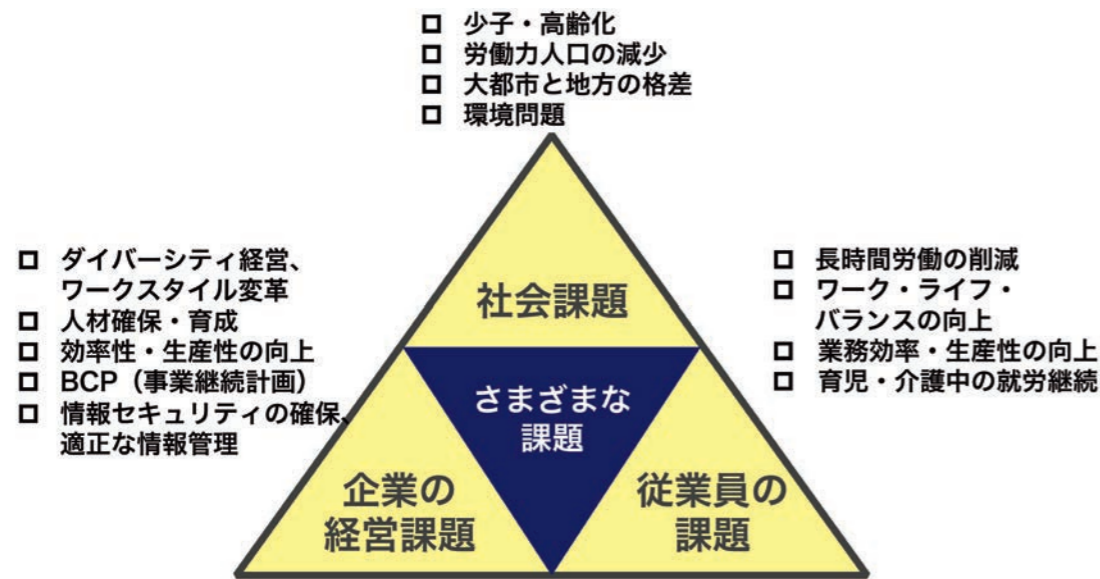 □ 少子・高齢化
□ 労働力人口の減少
□ 大都市と地方の格差
□ 環境問題
□ ダイバーシティ経営、
ワークスタイル変革
□ 人材確保・育成
□ 効率性・生産性の向上
□ BCP（事業継続計画）
□ 情報セキュリティの確保、
適正な情報管理
□ 長時間労働の削減
□ ワーク・ライフ・
バランスの向上
□ 業務効率・生産性の向上
□ 育児・介護中の就労継続
社会課題
さまざまな
課題
企業の
経営課題
従業員の
課題